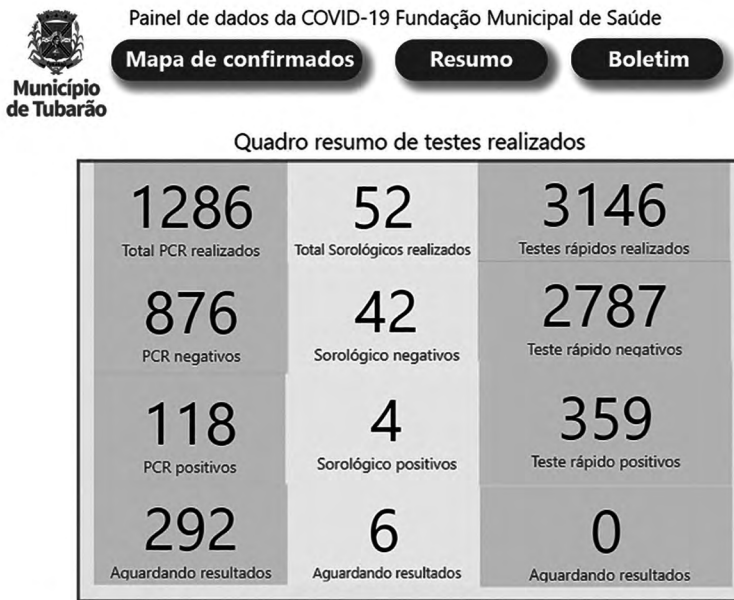 Painel de dados da COVID-19 Fundação Municipal de Saúde
Mapa de confirmados Resumo Boletim
Município
de Tubarão
Quadro resumo de testes realizados
1286 52 3146
Total PCR realizados Total Sorológicos realizados Testes rápidos realizados
876 42 2787
PCR negativos Sorológico negativos Teste rápido negativos
118 4 359
PCR positivos Sorológico positivos Teste rápido positivos
292 6 0
Aguardando resultados Aguardando resultados Aguardando resultados